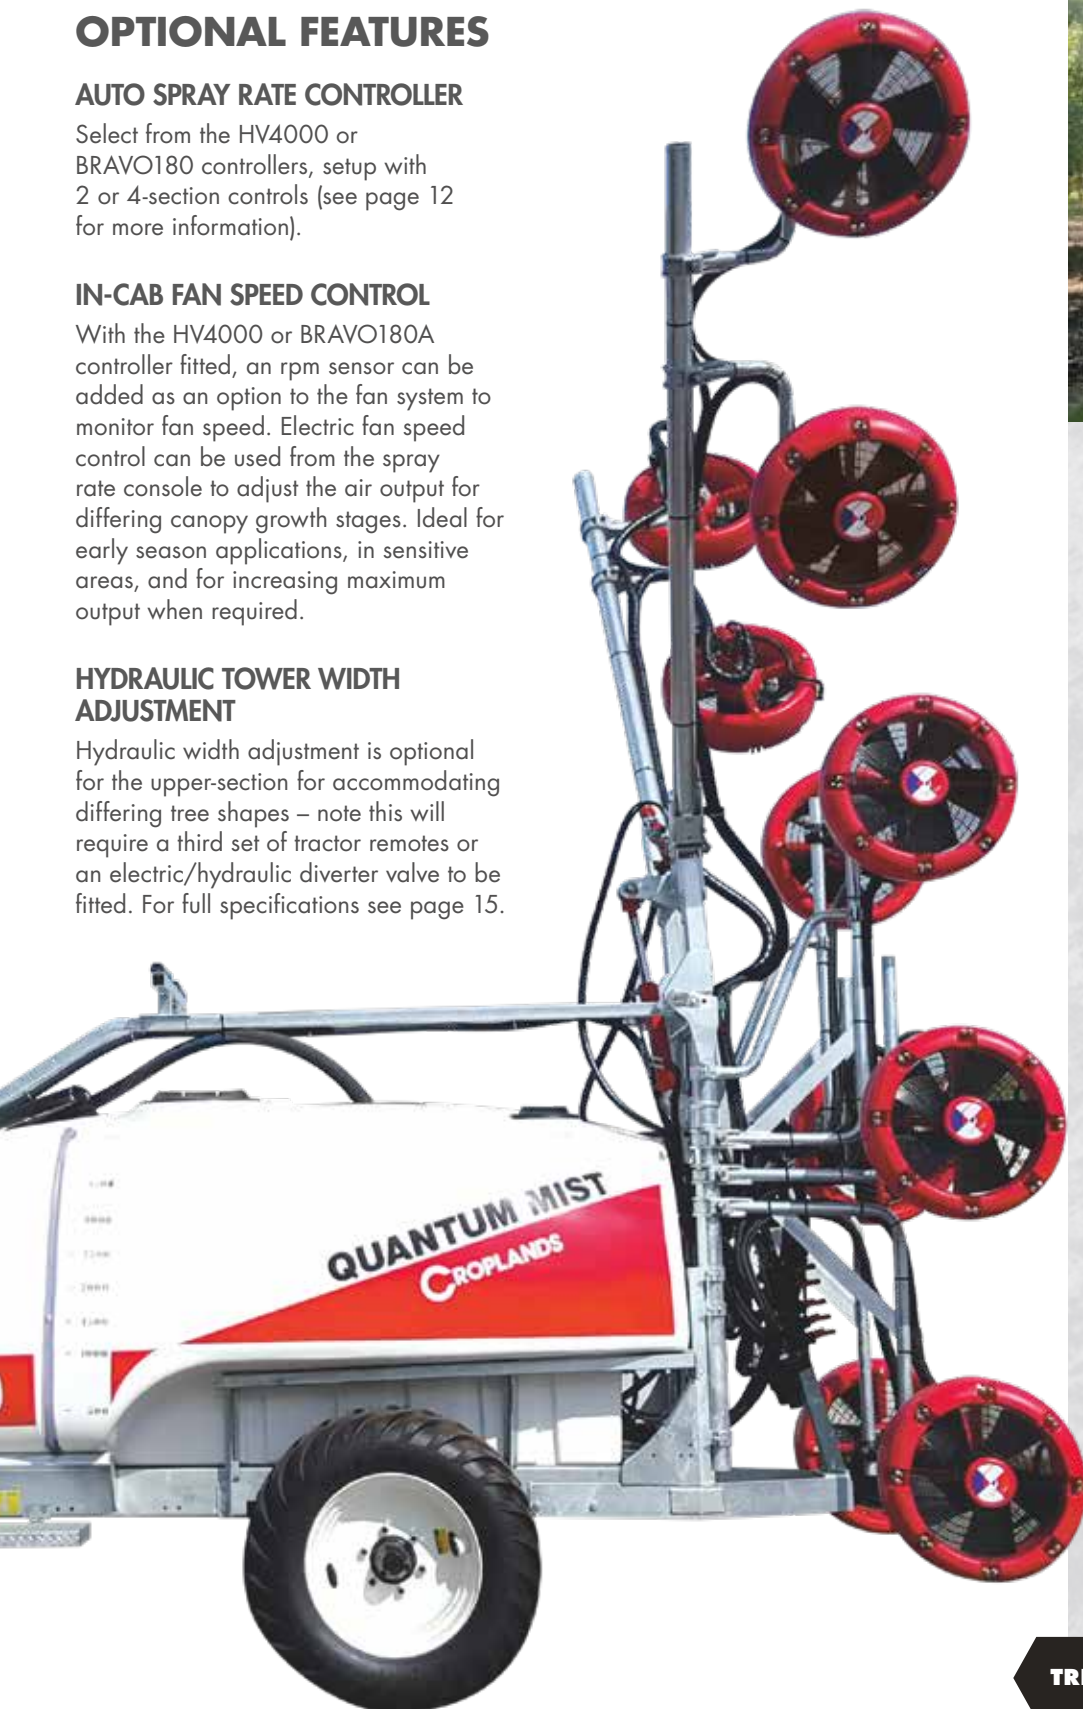 OPTIONAL FEATURES
AUTO SPRAY RATE CONTROLLER
Select from the HV4000 or
BRAVO180 controllers, setup with
2 or 4-section controls (see page 12
for more information).
IN-CAB FAN SPEED CONTROL
With the HV4000 or BRAVO180A
controller fitted, an rpm sensor can be
added as an option to the fan system to
monitor fan speed. Electric fan speed
control can be used from the spray
rate console to adjust the air output for
differing canopy growth stages. Ideal for
early season applications, in sensitive
areas, and for increasing maximum
output when required.
HYDRAULIC TOWER WIDTH
ADJUSTMENT
Hydraulic width adjustment is optional
for the upper-section for accommodating
differing tree shapes – note this will
require a third set of tractor remotes or
an electric/hydraulic diverter valve to be
fitted. For full specifications see page 15.
QUANTUM MIST
CROPLANDS